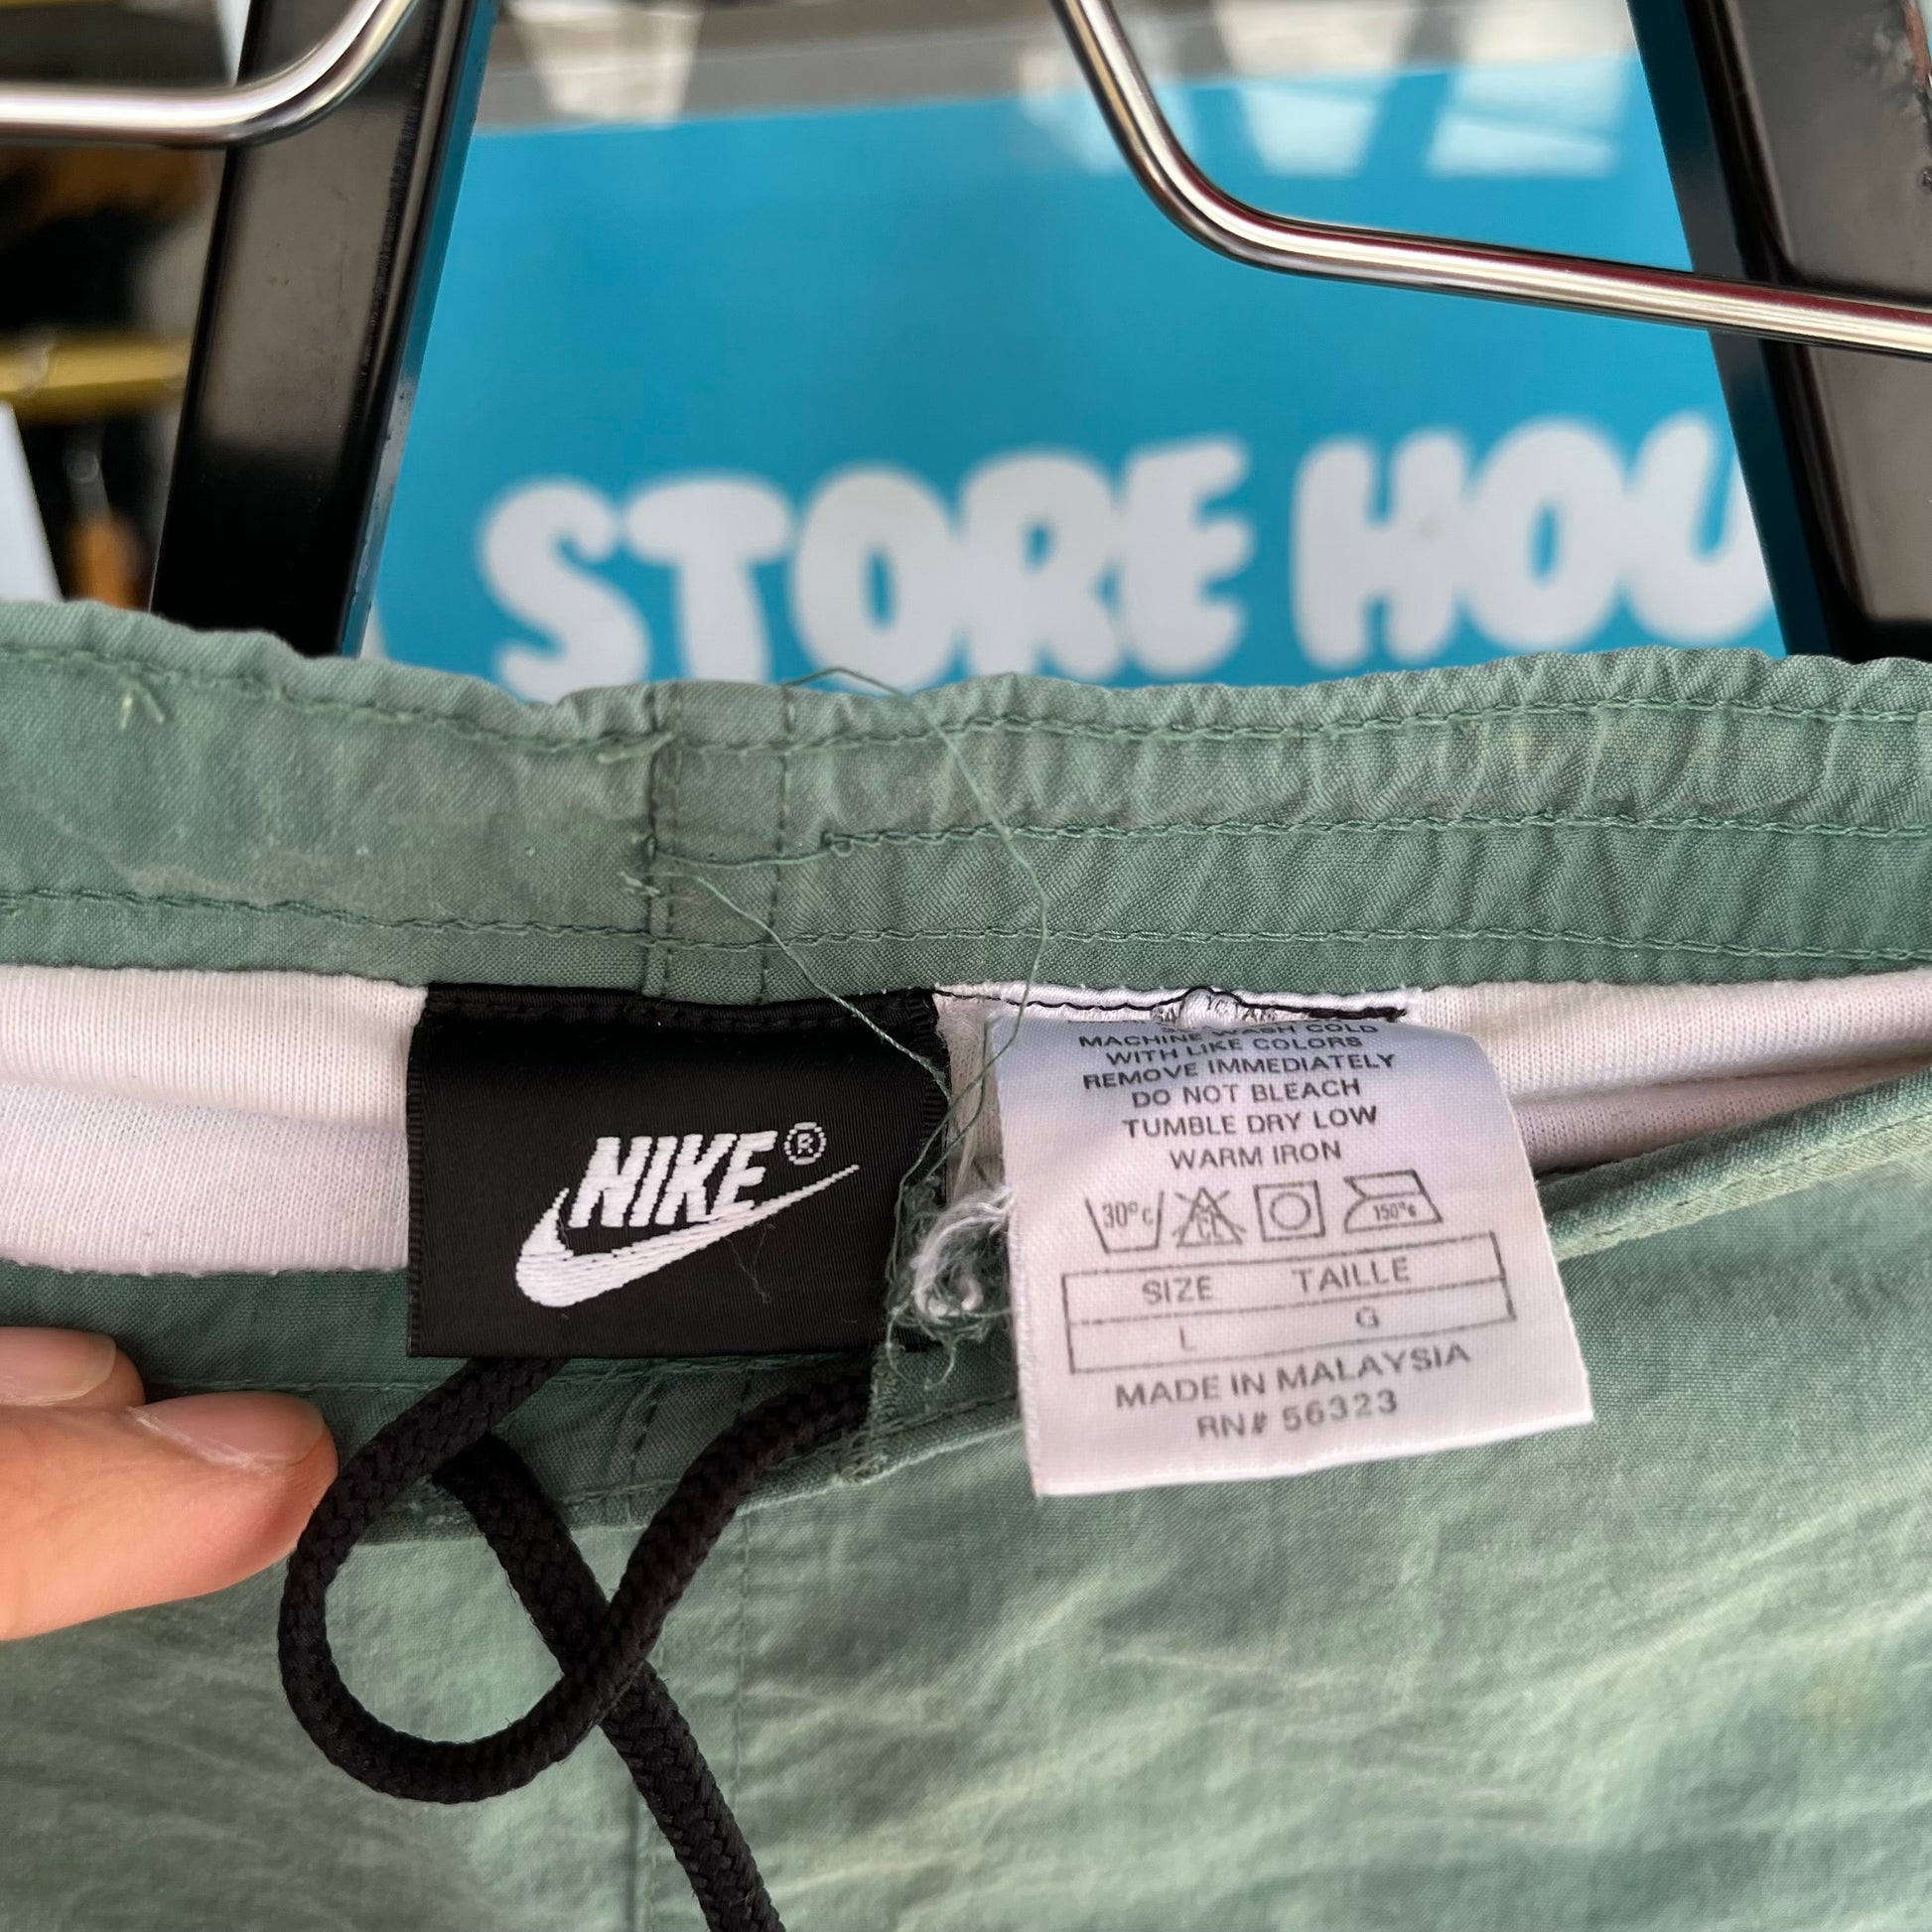 STORE HOU
NIKE®
MACHINE WASH COLD
WITH LIKE COLORS
REMOVE IMMEDIATELY
DO NOT BLEACH
TUMBLE DRY LOW
WARM IRON
30°c CL 150°c
SIZE TAILLE
L G
MADE IN MALAYSIA
RN# 56323